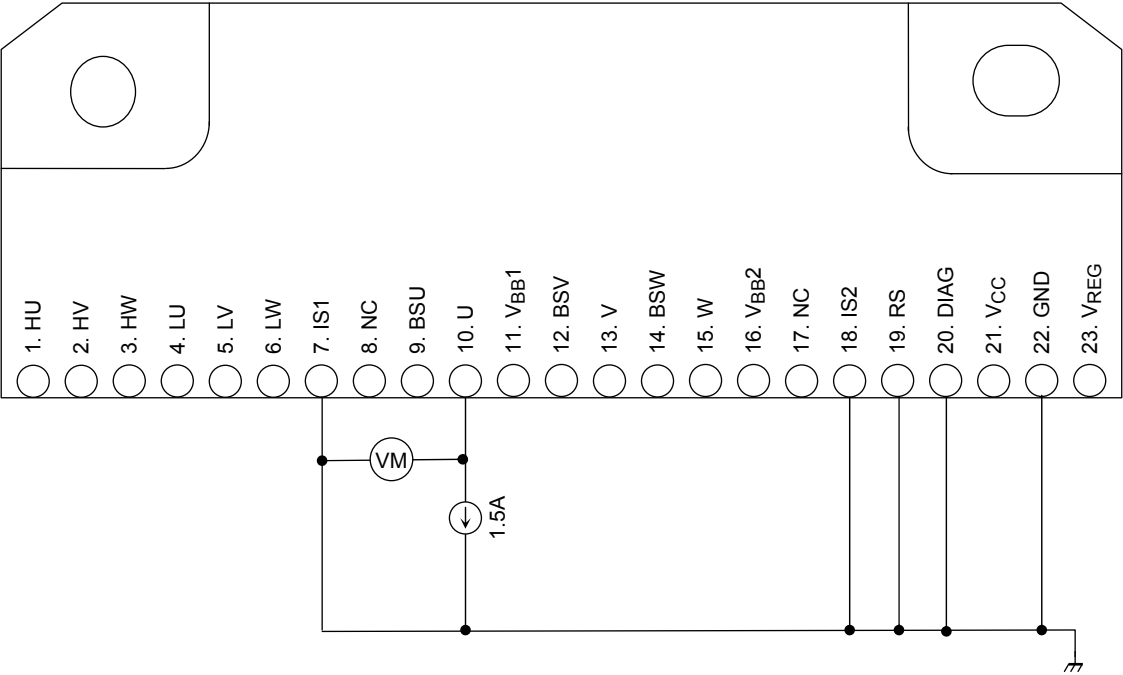 1. HU
2. HV
3. HW
4. LU
5. LV
6. LW
7. IS1
8. NC
9. BSU
10. U
11. VBB1
12. BSV
13. V
14. BSW
15. W
16. VBB2
17. NC
18. IS2
19. RS
20. DIAG
21. VCC
22. GND
23. VREG
VM
1.5A